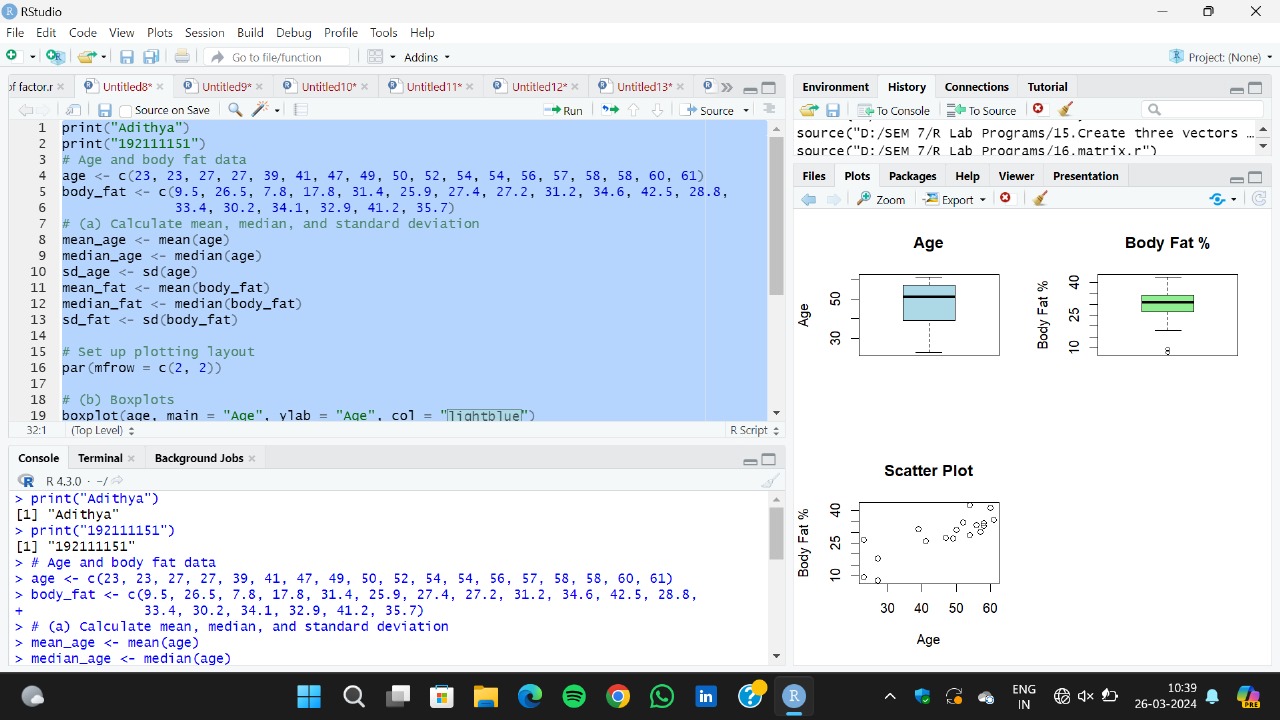 RStudio
File Edit Code View Plots Session Build Debug Profile Tools Help
Go to file/function Addins Project: (None)
of factor.r Untitled8* Untitled9* Untitled10* Untitled11* Untitled12* Untitled13*
Source on Save Run Source
1 print("Adithya")
2 print("192111151")
3 # Age and body fat data
4 age <- c(23, 23, 27, 27, 39, 41, 47, 49, 50, 52, 54, 54, 56, 57, 58, 58, 60, 61)
5 body_fat <- c(9.5, 26.5, 7.8, 17.8, 31.4, 25.9, 27.4, 27.2, 31.2, 34.6, 42.5, 28.8,
6 33.4, 30.2, 34.1, 32.9, 41.2, 35.7)
7 # (a) Calculate mean, median, and standard deviation
8 mean_age <- mean(age)
9 median_age <- median(age)
10 sd_age <- sd(age)
11 mean_fat <- mean(body_fat)
12 median_fat <- median(body_fat)
13 sd_fat <- sd(body_fat)
14
15 # Set up plotting layout
16 par(mfrow = c(2, 2))
17
18 # (b) Boxplots
19 boxplot(age, main = "Age", ylab = "Age", col = "lightblue")
32:1 (Top Level) R Script
Console Terminal Background Jobs
R 4.3.0 · ~/
> print("Adithya")
[1] "Adithya"
> print("192111151")
[1] "192111151"
> # Age and body fat data
> age <- c(23, 23, 27, 27, 39, 41, 47, 49, 50, 52, 54, 54, 56, 57, 58, 58, 60, 61)
> body_fat <- c(9.5, 26.5, 7.8, 17.8, 31.4, 25.9, 27.4, 27.2, 31.2, 34.6, 42.5, 28.8,
+ 33.4, 30.2, 34.1, 32.9, 41.2, 35.7)
> # (a) Calculate mean, median, and standard deviation
> mean_age <- mean(age)
> median_age <- median(age)
Environment History Connections Tutorial
To Console To Source
source("D:/SEM 7/R Lab Programs/15.Create three vectors ...
source("D:/SEM 7/R Lab Programs/16.matrix.r")
Files Plots Packages Help Viewer Presentation
Zoom Export
Age
Age
30 50
Body Fat %
Body Fat %
10 25 40
Scatter Plot
Body Fat %
10 25 40
30 40 50 60
Age
ENG
IN
10:39
26-03-2024
PRE